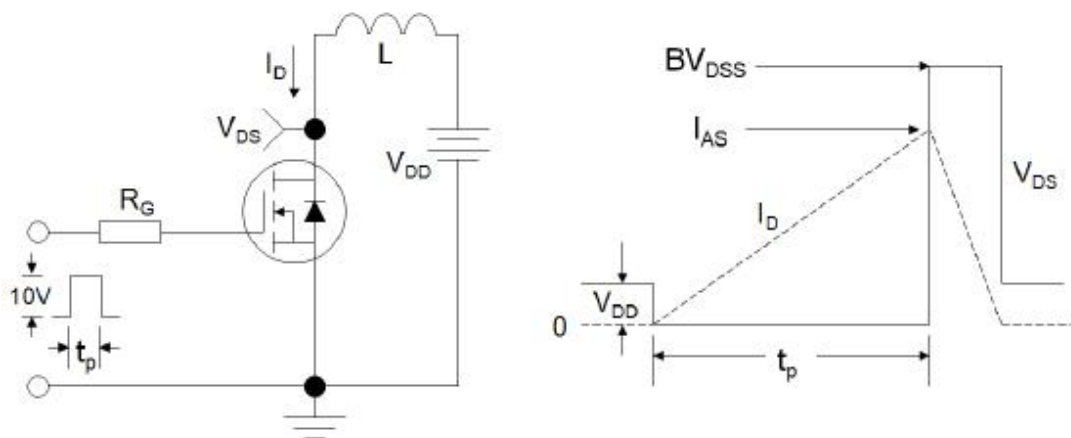 L
I_D
V_DS
V_DD
R_G
10V
t_p
BV_DSS
I_AS
V_DS
I_D
V_DD
0
t_p